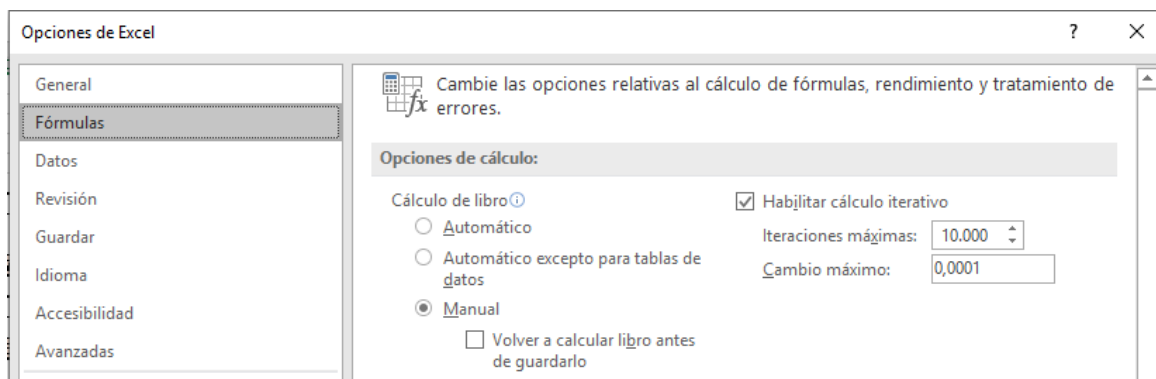 Opciones de Excel
?
General
Fórmulas
Datos
Revisión
Guardar
Idioma
Accesibilidad
Avanzadas
fx
Cambie las opciones relativas al cálculo de fórmulas, rendimiento y tratamiento de
errores.
Opciones de cálculo:
Cálculo de libro
Automático
Automático excepto para tablas de
datos
Manual
Volver a calcular libro antes
de guardarlo
Habilitar cálculo iterativo
Iteraciones máximas: 10.000
Cambio máximo: 0,0001